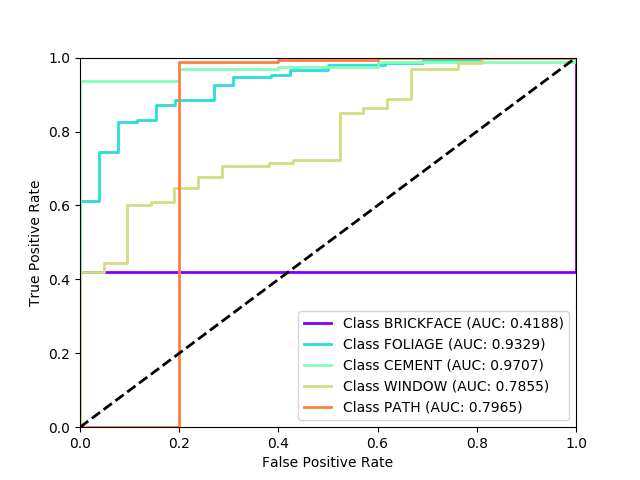 1.0
0.8
0.6
0.4
0.2
0.0
True Positive Rate
Class BRICKFACE (AUC: 0.4188)
Class FOLIAGE (AUC: 0.9329)
Class CEMENT (AUC: 0.9707)
Class WINDOW (AUC: 0.7855)
Class PATH (AUC: 0.7965)
0.0 0.2 0.4 0.6 0.8 1.0
False Positive Rate